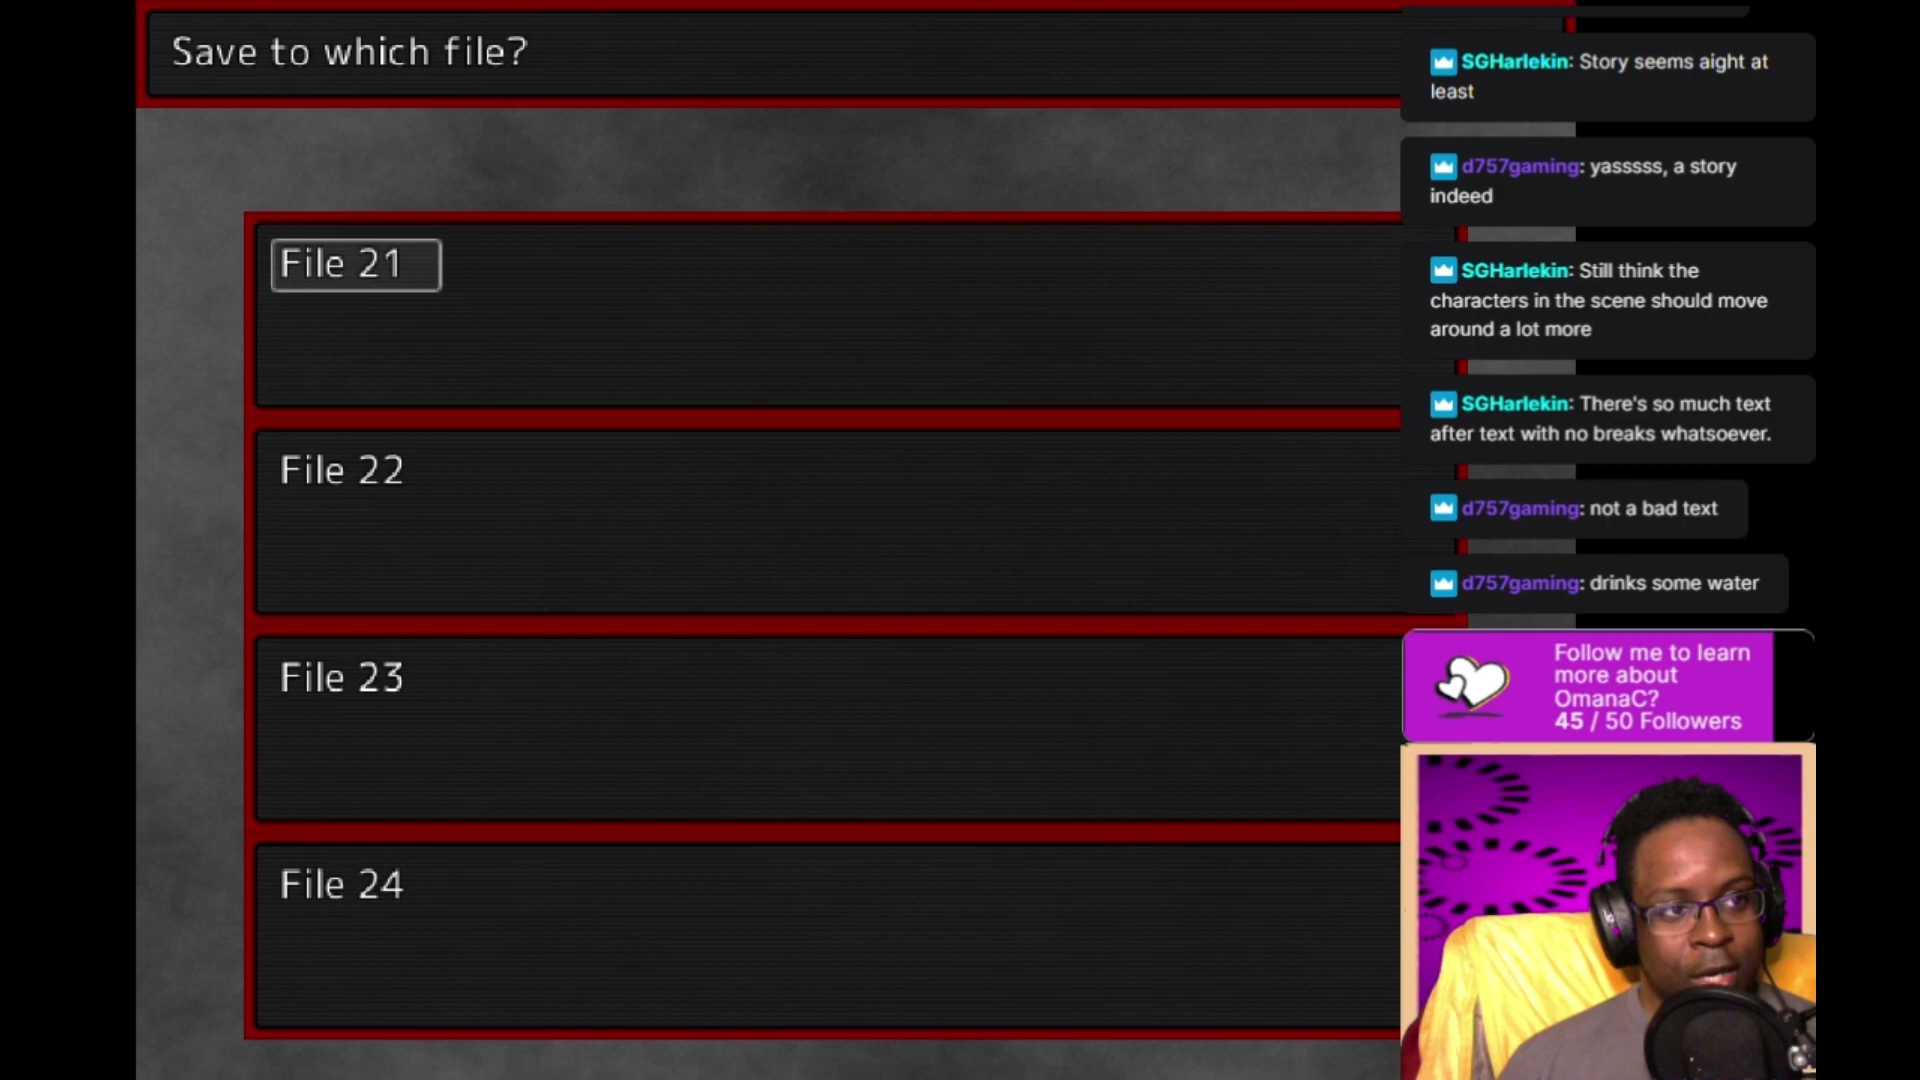 Save to which file?
File 21
File 22
File 23
File 24
SGHarlekin: Story seems aight at
least
d757gaming: yasssss, a story
indeed
SGHarlekin: Still think the
characters in the scene should move
around a lot more
SGHarlekin: There's so much text
after text with no breaks whatsoever.
d757gaming: not a bad text
d757gaming: drinks some water
Follow me to learn
more about
OmanaC?
45 / 50 Followers